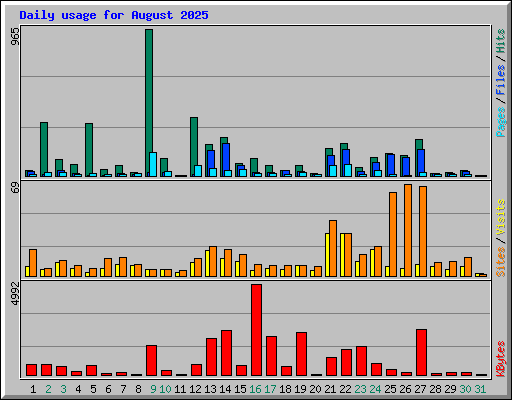 Daily usage for August 2025
965
Pages / Files / Hits
69
Sites / Visits
4992
KBytes
1 2 3 4 5 6 7 8 9 10 11 12 13 14 15 16 17 18 19 20 21 22 23 24 25 26 27 28 29 30 31